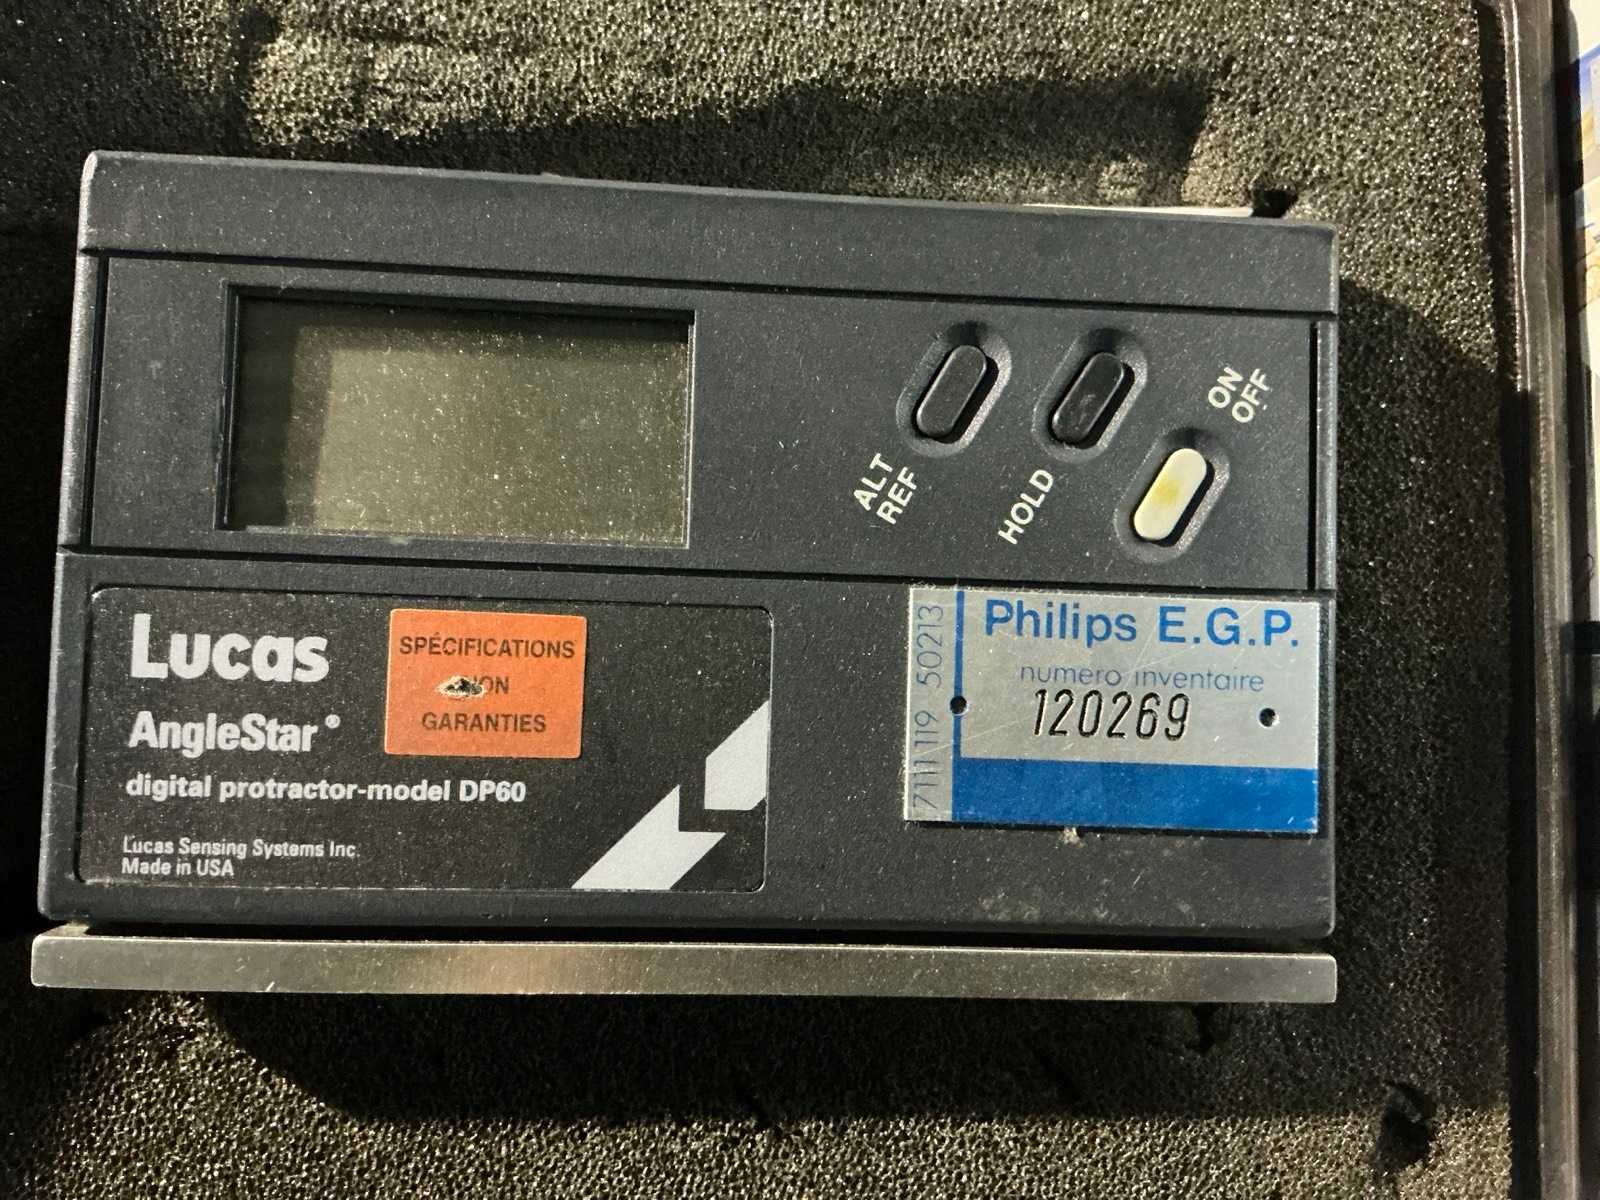 ALT
REF
HOLD
ON
OFF
Lucas
AngleStar®
digital protractor-model DP60
Lucas Sensing Systems Inc.
Made in USA
SPÉCIFICATIONS
NON
GARANTIES
7111 119 50213
Philips E.G.P.
numero inventaire
120269